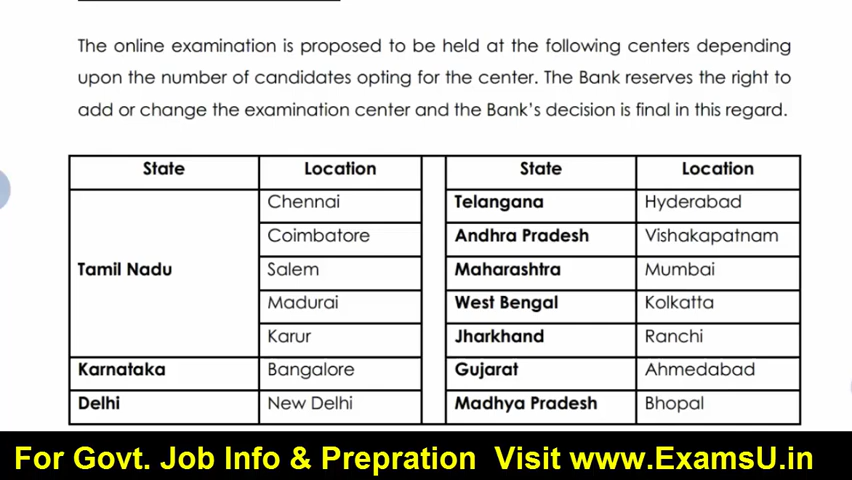 The online examination is proposed to be held at the following centers depending
upon the number of candidates opting for the center. The Bank reserves the right to
add or change the examination center and the Bank's decision is final in this regard.
State Location State Location
Tamil Nadu
Chennai
Coimbatore
Salem
Madurai
Karur
Karnataka Bangalore
Delhi New Delhi
Telangana Hyderabad
Andhra Pradesh Vishakapatnam
Maharashtra Mumbai
West Bengal Kolkatta
Jharkhand Ranchi
Gujarat Ahmedabad
Madhya Pradesh Bhopal
For Govt. Job Info & Prepration Visit www.ExamsU.in